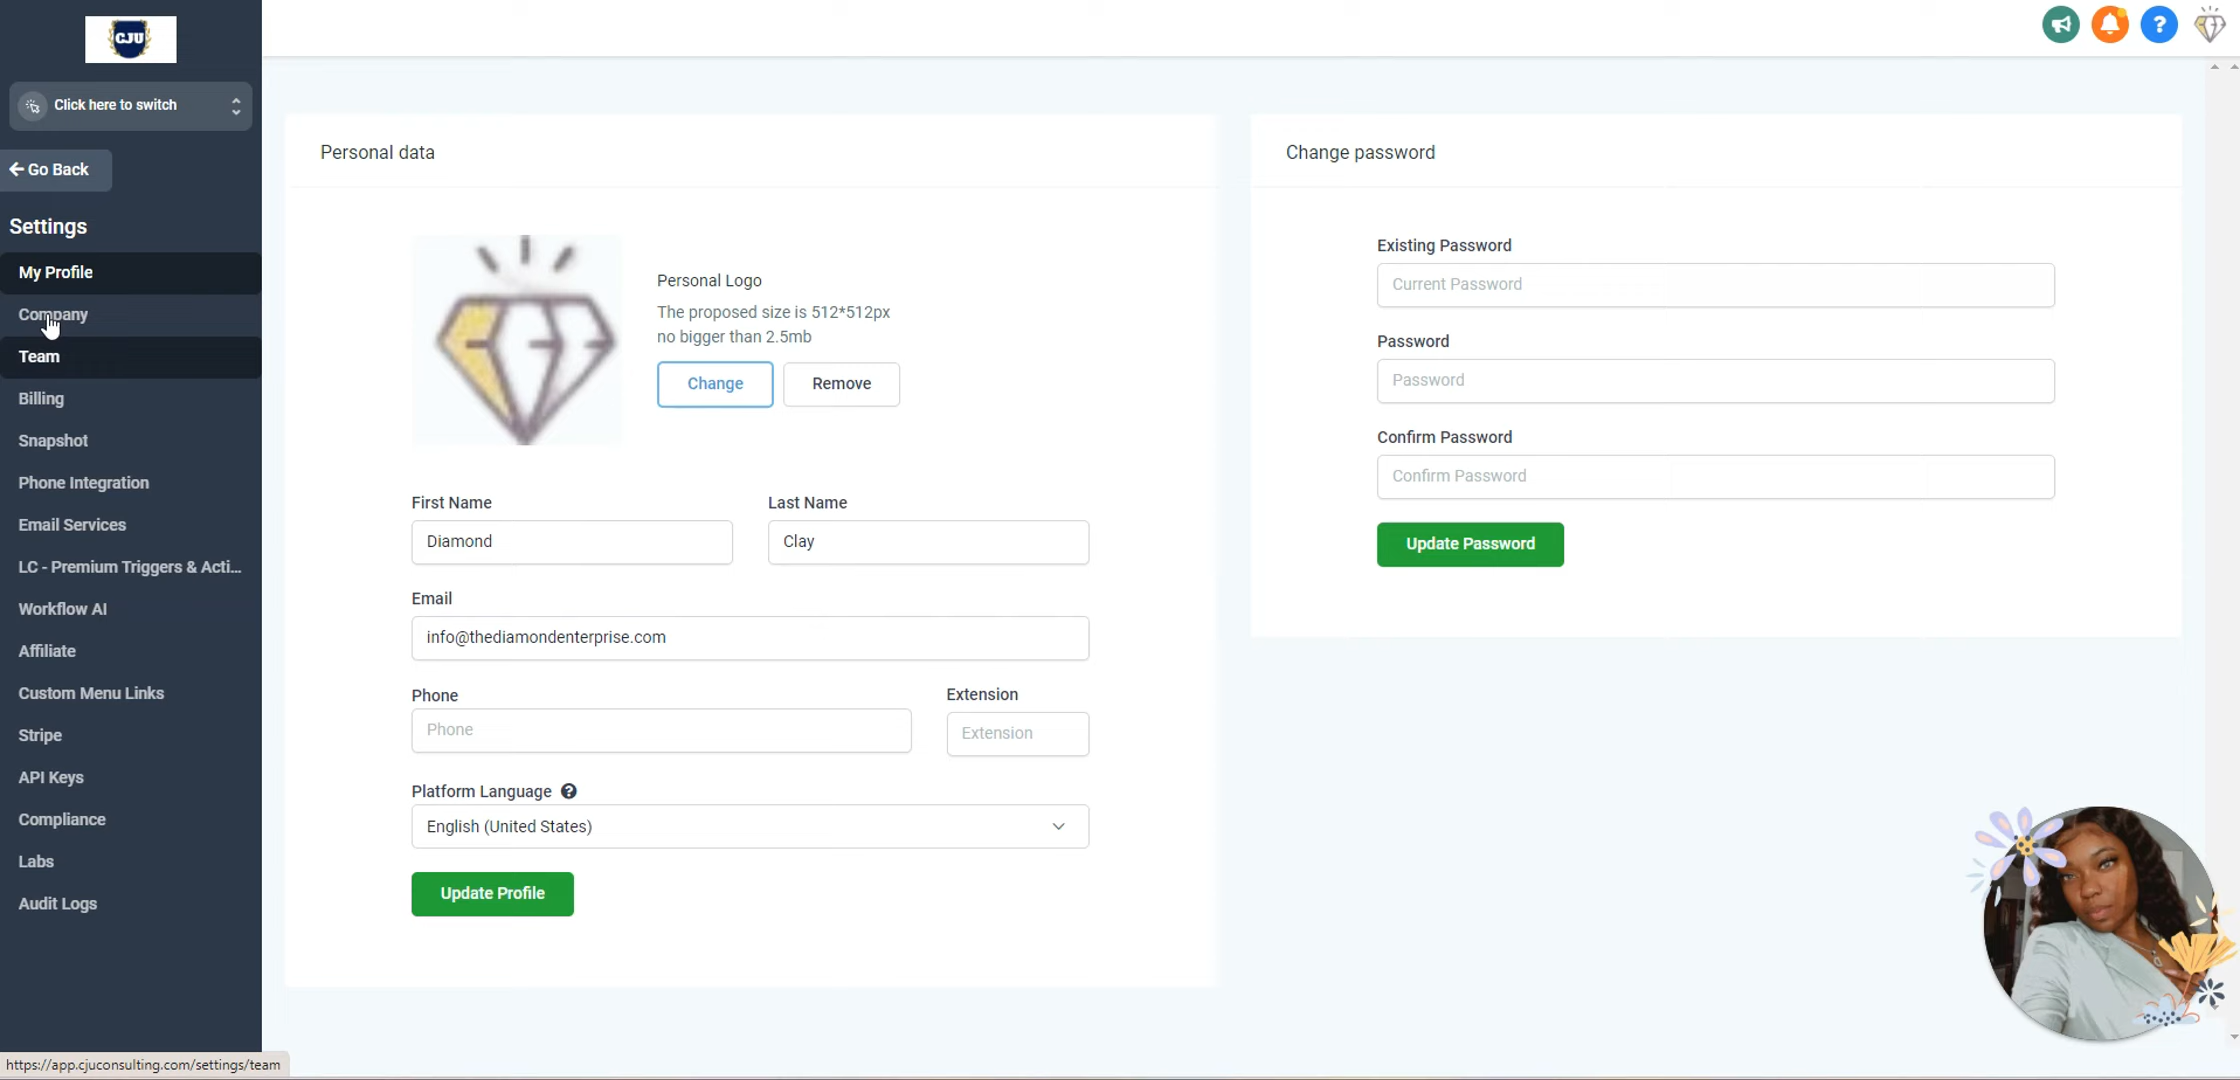 CJU
Click here to switch
Go Back
Settings
My Profile
Company
Team
Billing
Snapshot
Phone Integration
Email Services
LC - Premium Triggers & Acti...
Workflow AI
Affiliate
Custom Menu Links
Stripe
API Keys
Compliance
Labs
Audit Logs
https://app.cjuconsulting.com/settings/team
Personal data
Personal Logo
The proposed size is 512*512px
no bigger than 2.5mb
Change Remove
First Name Last Name
Diamond Clay
Email
info@thediamondenterprise.com
Phone Extension
Phone Extension
Platform Language ?
English (United States)
Update Profile
Change password
Existing Password
Current Password
Password
Password
Confirm Password
Confirm Password
Update Password
?